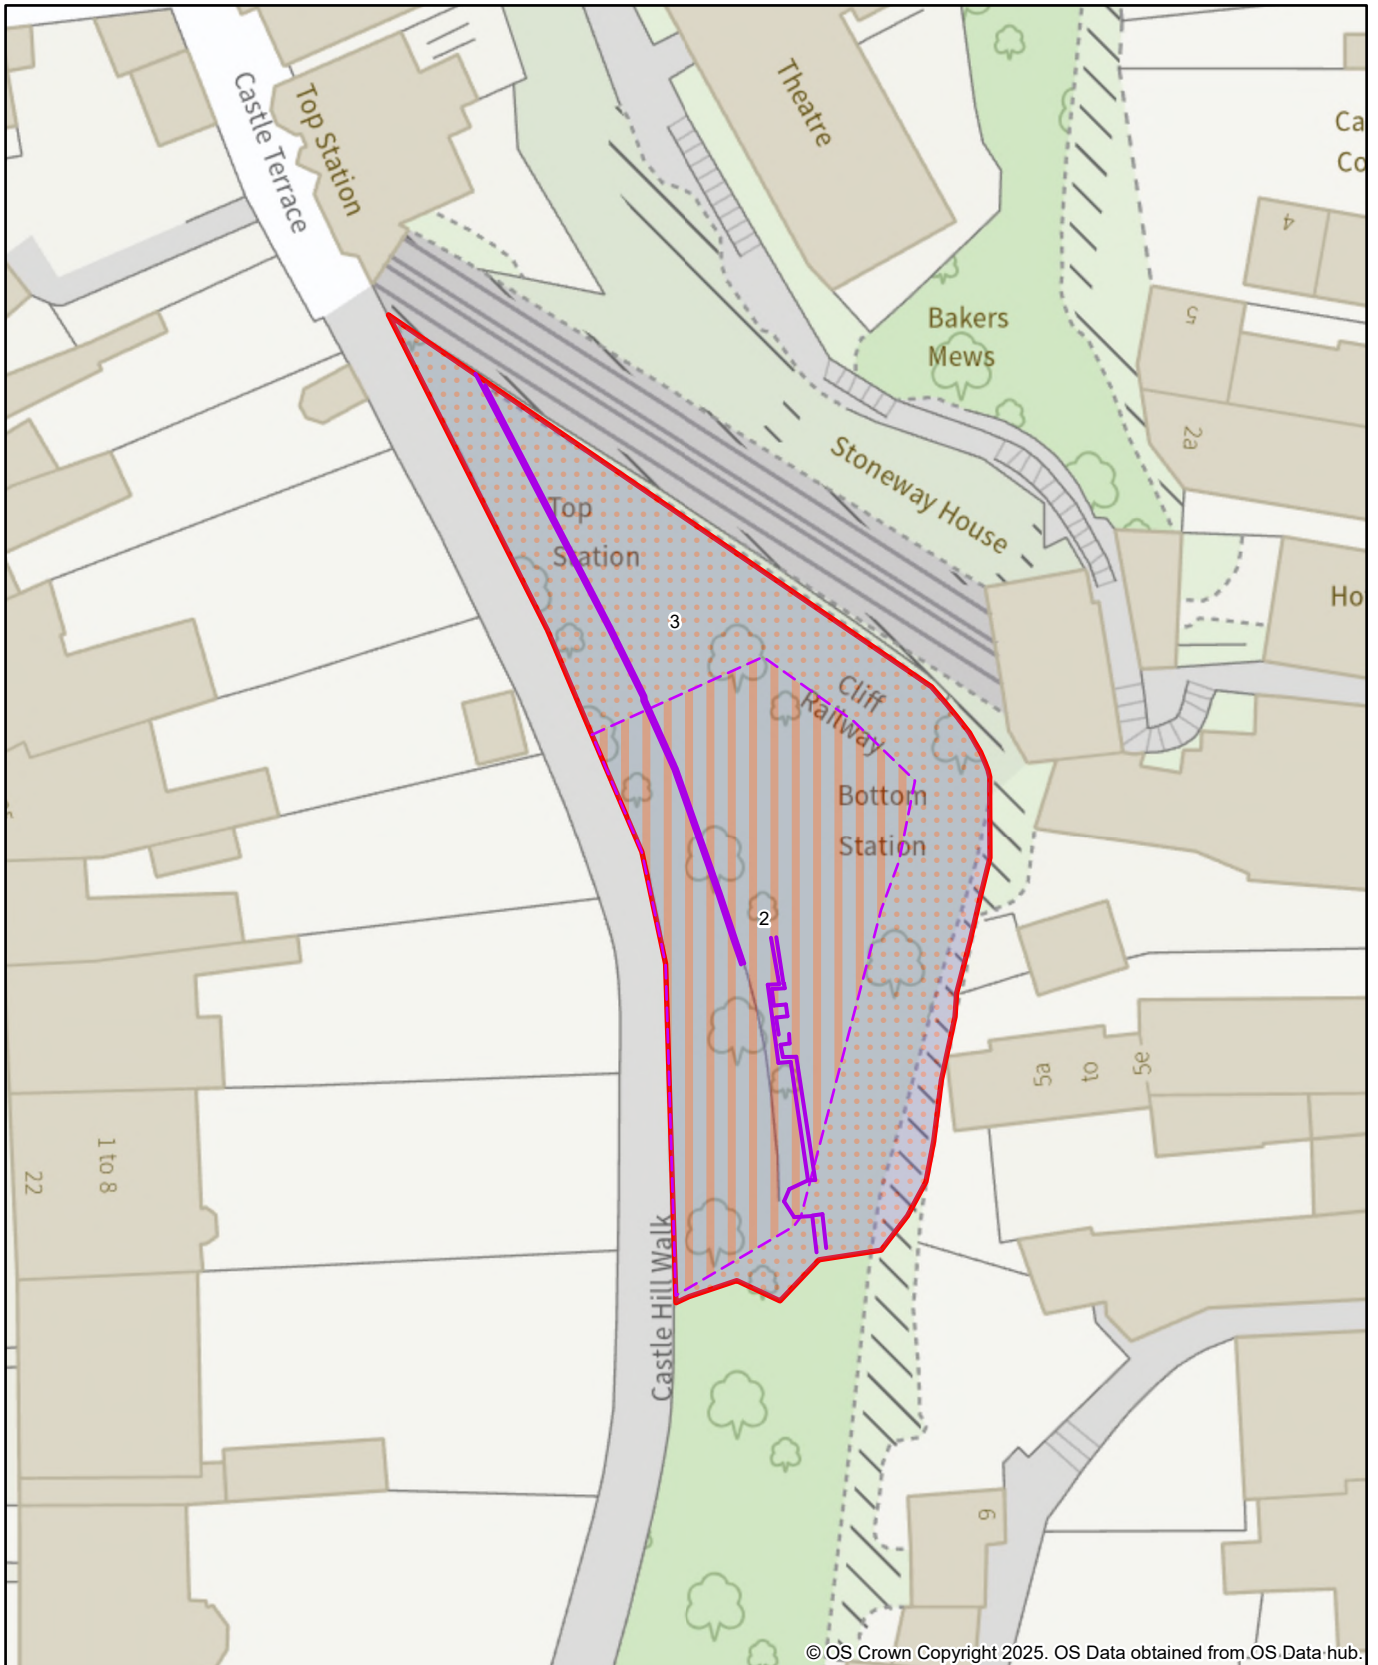 Castle Terrace
Top Station
Theatre
Ca
Co
4
Bakers
Mews
5
2a
Stoneway House
Top
Station
3
Ho
Cliff
Railway
Bottom
Station
2
5a
to
5e
1 to 8
22
Castle Hill Walk
6
© OS Crown Copyright 2025. OS Data obtained from OS Data hub.